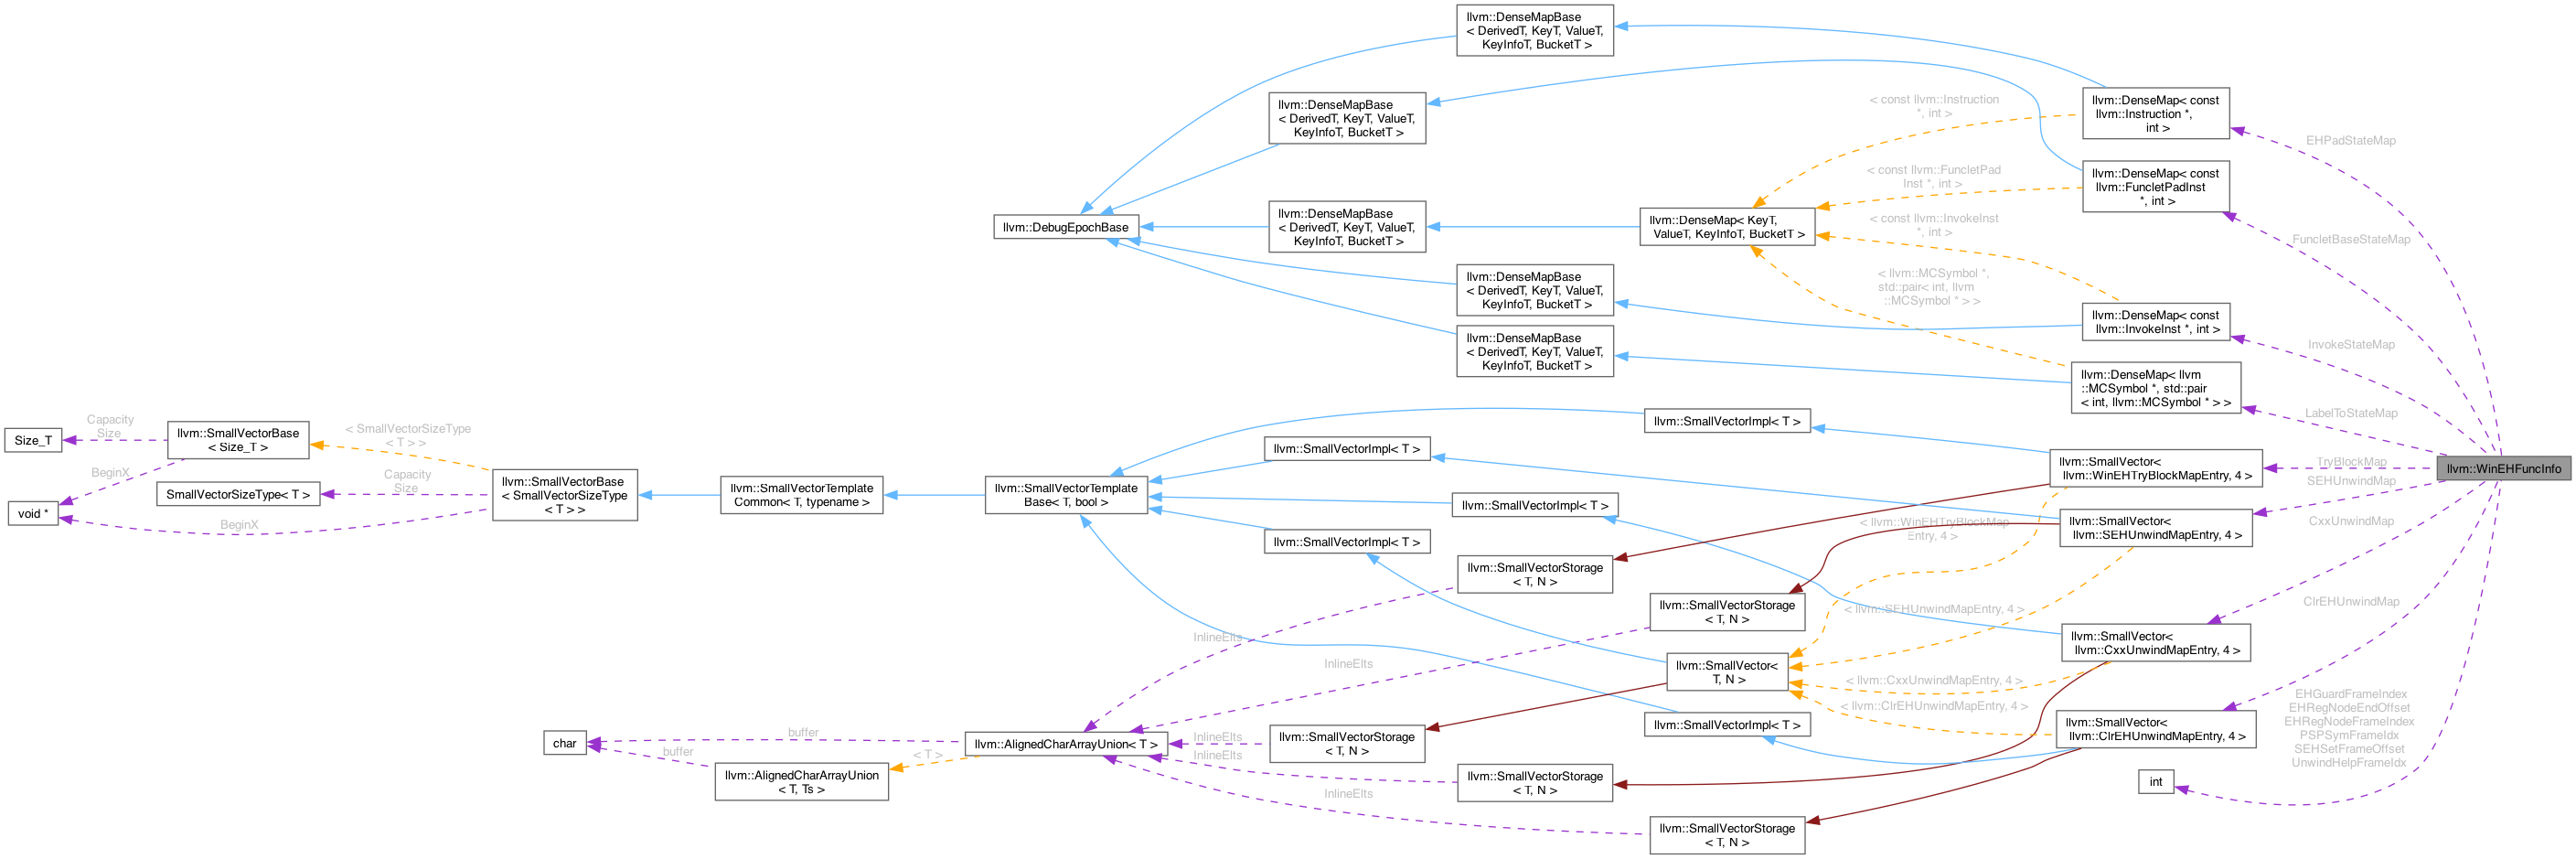 llvm::DenseMapBase
< DerivedT, KeyT, ValueT,
KeyInfoT, BucketT >
llvm::DenseMapBase
< DerivedT, KeyT, ValueT,
KeyInfoT, BucketT >
< const llvm::Instruction
*, int >
llvm::DenseMap< const
llvm::Instruction *,
int >
EHPadStateMap
< const llvm::FuncletPad
Inst *, int >
llvm::DenseMap< const
llvm::FuncletPadInst
*, int >
FuncletBaseStateMap
llvm::DebugEpochBase
llvm::DenseMapBase
< DerivedT, KeyT, ValueT,
KeyInfoT, BucketT >
llvm::DenseMap< KeyT,
ValueT, KeyInfoT, BucketT >
< const llvm::InvokeInst
*, int >
llvm::DenseMapBase
< DerivedT, KeyT, ValueT,
KeyInfoT, BucketT >
< llvm::MCSymbol *,
std::pair< int, llvm
::MCSymbol * > >
llvm::DenseMap< const
llvm::InvokeInst *, int >
InvokeStateMap
llvm::DenseMapBase
< DerivedT, KeyT, ValueT,
KeyInfoT, BucketT >
llvm::DenseMap< llvm
::MCSymbol *, std::pair
< int, llvm::MCSymbol * > >
LabelToStateMap
Size_T
Capacity
Size
llvm::SmallVectorBase
< Size_T >
< SmallVectorSizeType
< T > >
llvm::SmallVectorImpl< T >
llvm::SmallVectorImpl< T >
llvm::SmallVector<
llvm::WinEHTryBlockMapEntry, 4 >
TryBlockMap
llvm::WinEHFuncInfo
BeginX
void *
SmallVectorSizeType< T >
Capacity
Size
BeginX
llvm::SmallVectorBase
< SmallVectorSizeType
< T > >
llvm::SmallVectorTemplate
Common< T, typename >
llvm::SmallVectorTemplate
Base< T, bool >
llvm::SmallVectorImpl< T >
llvm::SmallVectorImpl< T >
< llvm::WinEHTryBlockMap
Entry, 4 >
llvm::SmallVector<
llvm::SEHUnwindMapEntry, 4 >
SEHUnwindMap
CxxUnwindMap
llvm::SmallVectorStorage
< T, N >
llvm::SmallVectorStorage
< T, N >
< llvm::SEHUnwindMapEntry, 4 >
ClrEHUnwindMap
InlineElts
InlineElts
llvm::SmallVector<
T, N >
< llvm::CxxUnwindMapEntry, 4 >
llvm::SmallVector<
llvm::CxxUnwindMapEntry, 4 >
< llvm::ClrEHUnwindMapEntry, 4 >
llvm::SmallVectorImpl< T >
llvm::SmallVector<
llvm::ClrEHUnwindMapEntry, 4 >
EHGuardFrameIndex
EHRegNodeEndOffset
EHRegNodeFrameIndex
PSPSymFrameIdx
SEHSetFrameOffset
UnwindHelpFrameIdx
char
buffer
buffer
llvm::AlignedCharArrayUnion< T >
< T >
llvm::AlignedCharArrayUnion
< T, Ts >
InlineElts
InlineElts
llvm::SmallVectorStorage
< T, N >
llvm::SmallVectorStorage
< T, N >
int
InlineElts
llvm::SmallVectorStorage
< T, N >